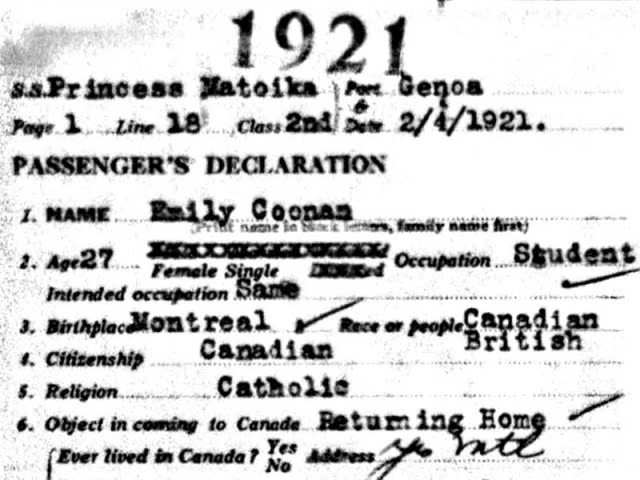 1921
s.s. Princess Matoika Port & Date Genoa
Page 1 Line 18 Class 2nd 2/4/1921.
PASSENGER'S DECLARATION
1. NAME Emily Coonan
(Print name in block letters, family name first)
2. Age 27 Female Single Occupation Student
Intended occupation Same
3. Birthplace Montreal Race or people Canadian British
4. Citizenship Canadian
5. Religion Catholic
6. Object in coming to Canada Returning Home
Ever lived in Canada? Yes No Address yes Mtl